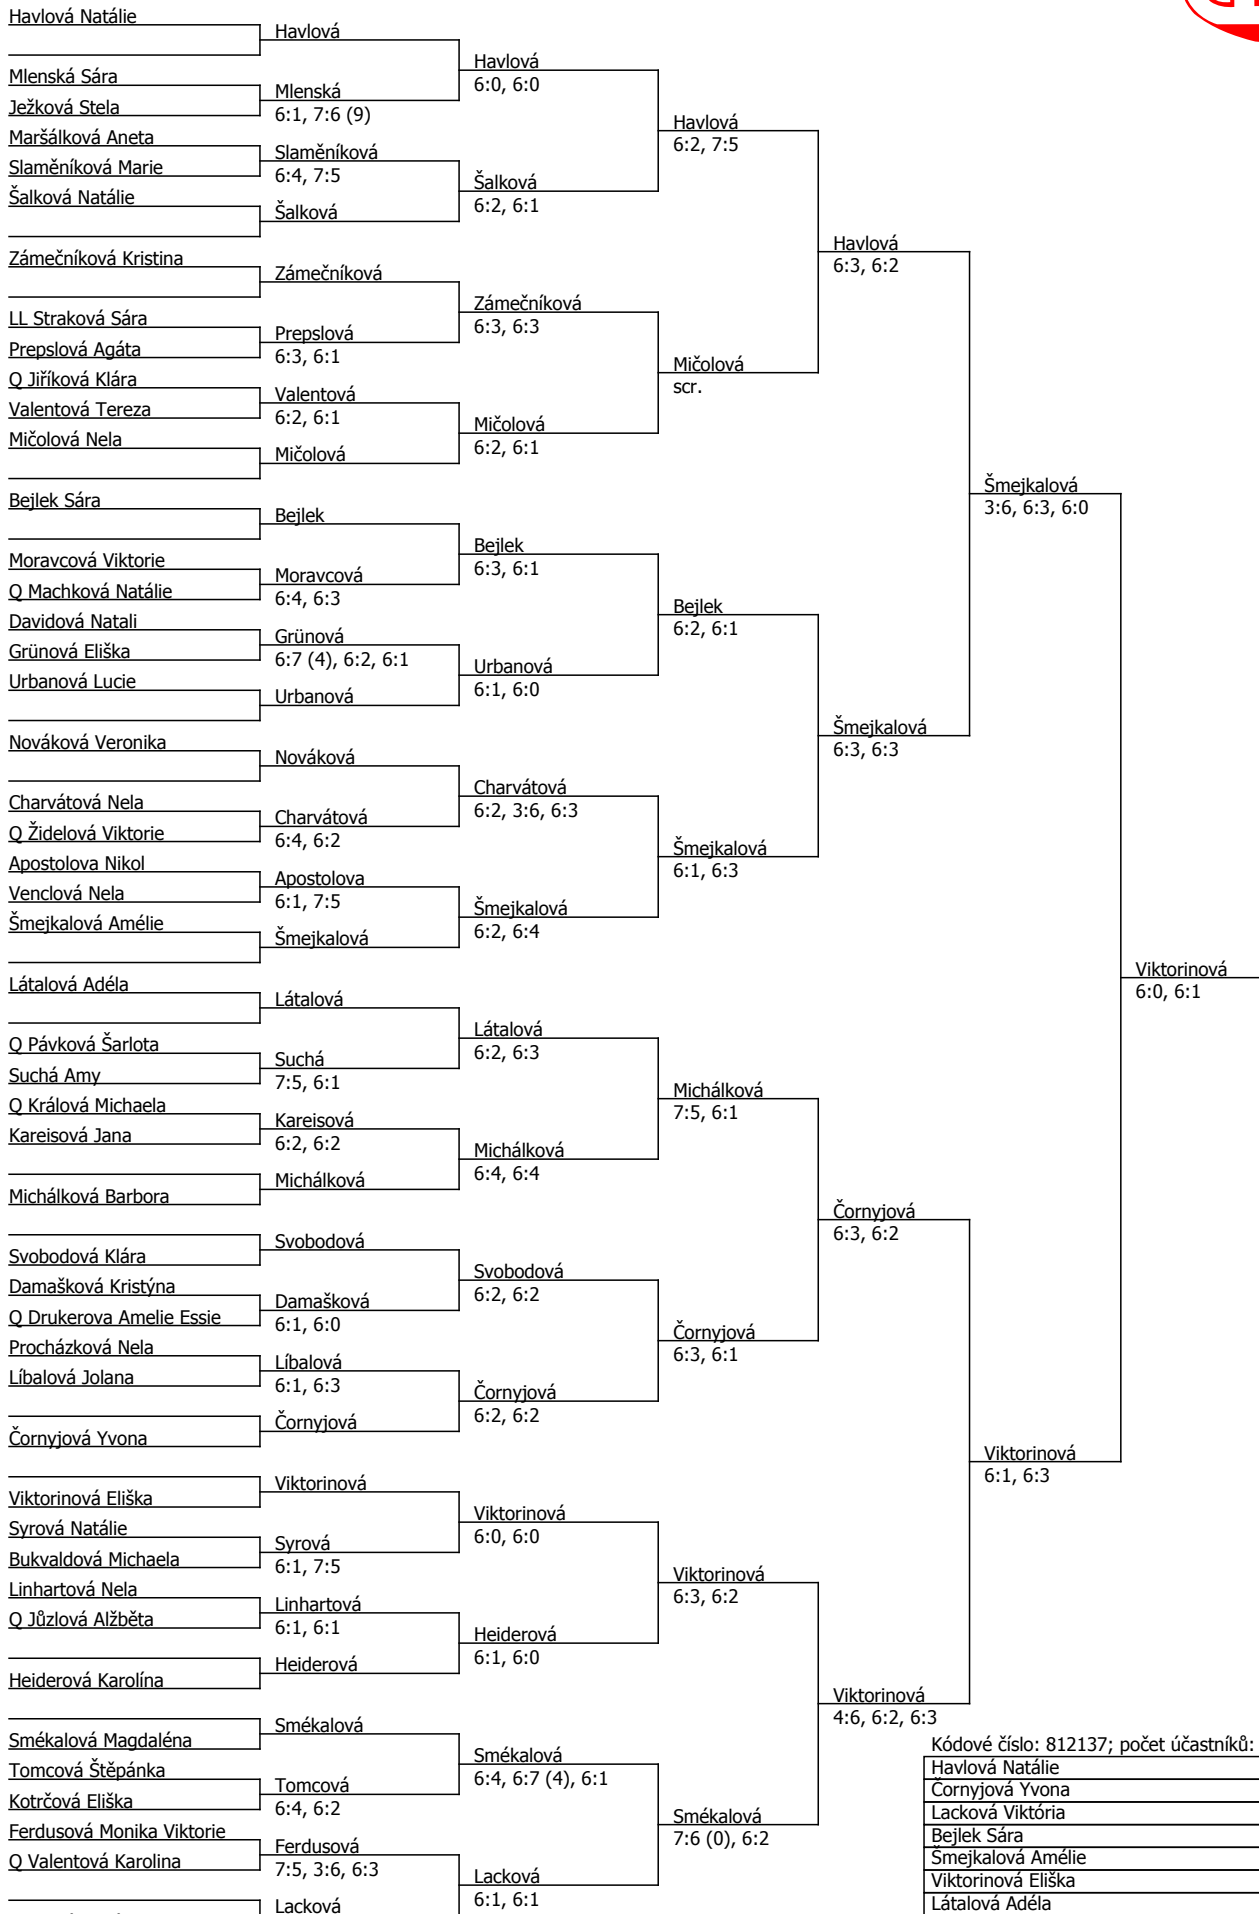 Havlová Natálie
Mlenská Sára
Ježková Stela
Maršálková Aneta
Slaměníková Marie
Šalková Natálie
Zámečníková Kristina
LL Straková Sára
Prepslová Agáta
Q Jiříková Klára
Valentová Tereza
Mičolová Nela
Bejlek Sára
Moravcová Viktorie
Q Machková Natálie
Davidová Natali
Grünová Eliška
Urbanová Lucie
Nováková Veronika
Charvátová Nela
Q Židelová Viktorie
Apostolova Nikol
Venclová Nela
Šmejkalová Amélie
Látalová Adéla
Q Pávková Šarlota
Suchá Amy
Q Králová Michaela
Kareisová Jana
Michálková Barbora
Svobodová Klára
Damašková Kristýna
Q Drukerova Amelie Essie
Procházková Nela
Líbalová Jolana
Čornyjová Yvona
Viktorinová Eliška
Syrová Natálie
Bukvaldová Michaela
Linhartová Nela
Q Jůzlová Alžběta
Heiderová Karolína
Smékalová Magdaléna
Tomcová Štěpánka
Kotrčová Eliška
Ferdusová Monika Viktorie
Q Valentová Karolina
Havlová
Mlenská
6:1, 7:6 (9)
Slaměníková
6:4, 7:5
Šalková
Zámečníková
Prepslová
6:3, 6:1
Valentová
6:2, 6:1
Mičolová
Bejlek
Moravcová
6:4, 6:3
Grünová
6:7 (4), 6:2, 6:1
Urbanová
Nováková
Charvátová
6:4, 6:2
Apostolova
6:1, 7:5
Šmejkalová
Látalová
Suchá
7:5, 6:1
Kareisová
6:2, 6:2
Michálková
Svobodová
Damašková
6:1, 6:0
Líbalová
6:1, 6:3
Čornyjová
Viktorinová
Syrová
6:1, 7:5
Linhartová
6:1, 6:1
Heiderová
Smékalová
Tomcová
6:4, 6:2
Ferdusová
7:5, 3:6, 6:3
Lacková
Havlová
6:0, 6:0
Šalková
6:2, 6:1
Zámečníková
6:3, 6:3
Mičolová
6:2, 6:1
Bejlek
6:3, 6:1
Urbanová
6:1, 6:0
Charvátová
6:2, 3:6, 6:3
Šmejkalová
6:2, 6:4
Látalová
6:2, 6:3
Michálková
6:4, 6:4
Svobodová
6:2, 6:2
Čornyjová
6:2, 6:2
Viktorinová
6:0, 6:0
Heiderová
6:1, 6:0
Smékalová
6:4, 6:7 (4), 6:1
Lacková
6:1, 6:1
Havlová
6:2, 7:5
Mičolová
scr.
Bejlek
6:2, 6:1
Šmejkalová
6:1, 6:3
Michálková
7:5, 6:1
Čornyjová
6:3, 6:1
Viktorinová
6:3, 6:2
Smékalová
7:6 (0), 6:2
Havlová
6:3, 6:2
Šmejkalová
6:3, 6:3
Čornyjová
6:3, 6:2
Viktorinová
4:6, 6:2, 6:3
Šmejkalová
3:6, 6:3, 6:0
Viktorinová
6:1, 6:3
Viktorinová
6:0, 6:1
Kódové číslo: 812137; počet účastníků:
Havlová Natálie
Čornyjová Yvona
Lacková Viktória
Bejlek Sára
Šmejkalová Amélie
Viktorinová Eliška
Látalová Adéla